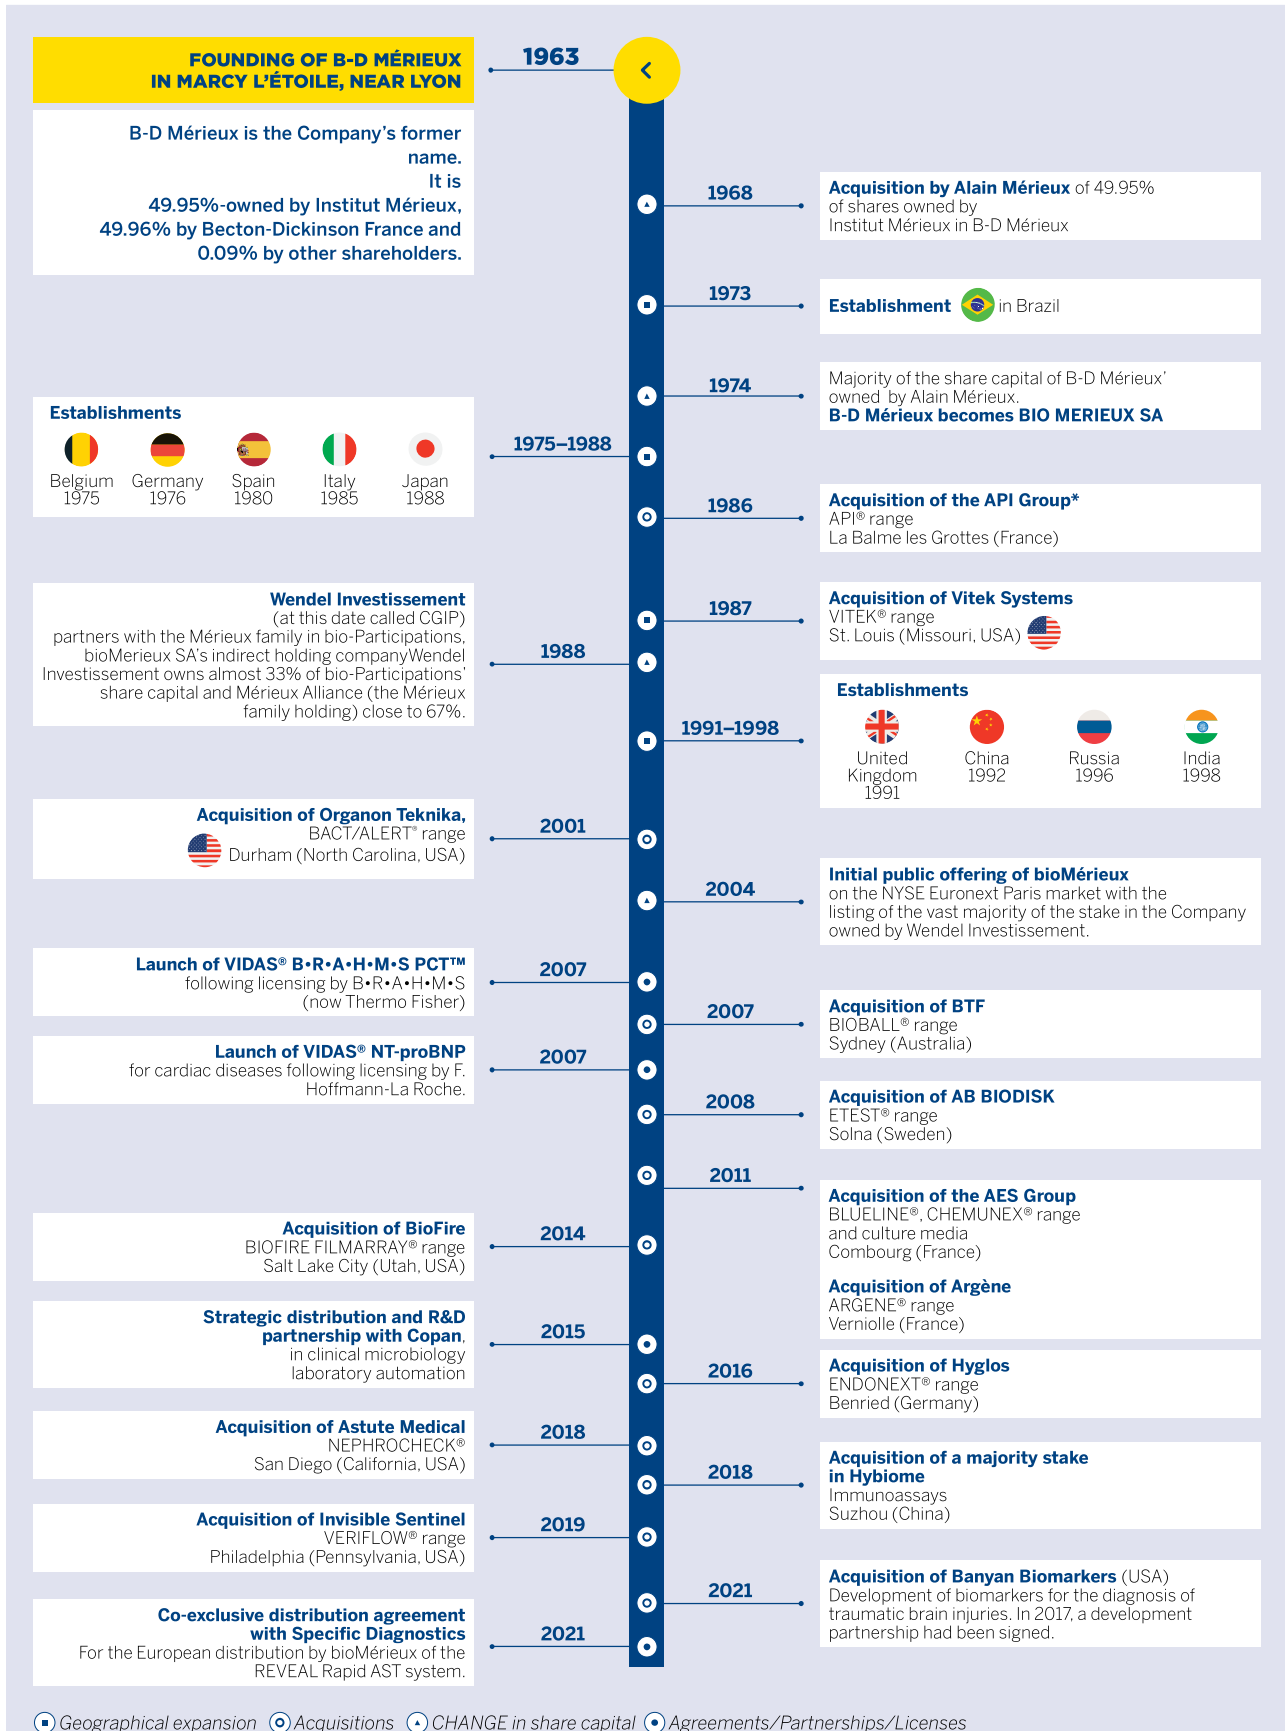 FOUNDING OF B-D MÉRIEUX
IN MARCY L'ÉTOILE, NEAR LYON
1963
B-D Mérieux is the Company's former
name.
It is
49.95%-owned by Institut Mérieux,
49.96% by Becton-Dickinson France and
0.09% by other shareholders.
1968
Acquisition by Alain Mérieux of 49.95%
of shares owned by
Institut Mérieux in B-D Mérieux
1973
Establishment in Brazil
1974
Majority of the share capital of B-D Mérieux'
owned by Alain Mérieux.
B-D Mérieux becomes BIO MERIEUX SA
1975–1988
Establishments
Belgium Germany Spain Italy Japan
1975 1976 1980 1985 1988
1986
Acquisition of the API Group*
API® range
La Balme les Grottes (France)
1987
Acquisition of Vitek Systems
VITEK® range
St. Louis (Missouri, USA)
1988
Wendel Investissement
(at this date called CGIP)
partners with the Mérieux family in bio-Participations,
bioMerieux SA's indirect holding companyWendel
Investissement owns almost 33% of bio-Participations'
share capital and Mérieux Alliance (the Mérieux
family holding) close to 67%.
1991–1998
Establishments
United China Russia India
Kingdom 1992 1996 1998
1991
2001
Acquisition of Organon Teknika,
BACT/ALERT® range
Durham (North Carolina, USA)
2004
Initial public offering of bioMérieux
on the NYSE Euronext Paris market with the
listing of the vast majority of the stake in the Company
owned by Wendel Investissement.
2007
Launch of VIDAS® B•R•A•H•M•S PCT™
following licensing by B•R•A•H•M•S
(now Thermo Fisher)
2007
Acquisition of BTF
BIOBALL® range
Sydney (Australia)
2007
Launch of VIDAS® NT-proBNP
for cardiac diseases following licensing by F.
Hoffmann-La Roche.
2008
Acquisition of AB BIODISK
ETEST® range
Solna (Sweden)
2011
Acquisition of the AES Group
BLUELINE®, CHEMUNEX® range
and culture media
Combourg (France)
Acquisition of Argène
ARGENE® range
Verniolle (France)
2014
Acquisition of BioFire
BIOFIRE FILMARRAY® range
Salt Lake City (Utah, USA)
2015
Strategic distribution and R&D
partnership with Copan,
in clinical microbiology
laboratory automation
2016
Acquisition of Hyglos
ENDONEXT® range
Benried (Germany)
2018
Acquisition of Astute Medical
NEPHROCHECK®
San Diego (California, USA)
2018
Acquisition of a majority stake
in Hybiome
Immunoassays
Suzhou (China)
2019
Acquisition of Invisible Sentinel
VERIFLOW® range
Philadelphia (Pennsylvania, USA)
2021
Acquisition of Banyan Biomarkers (USA)
Development of biomarkers for the diagnosis of
traumatic brain injuries. In 2017, a development
partnership had been signed.
2021
Co-exclusive distribution agreement
with Specific Diagnostics
For the European distribution by bioMérieux of the
REVEAL Rapid AST system.
Geographical expansion Acquisitions CHANGE in share capital Agreements/Partnerships/Licenses